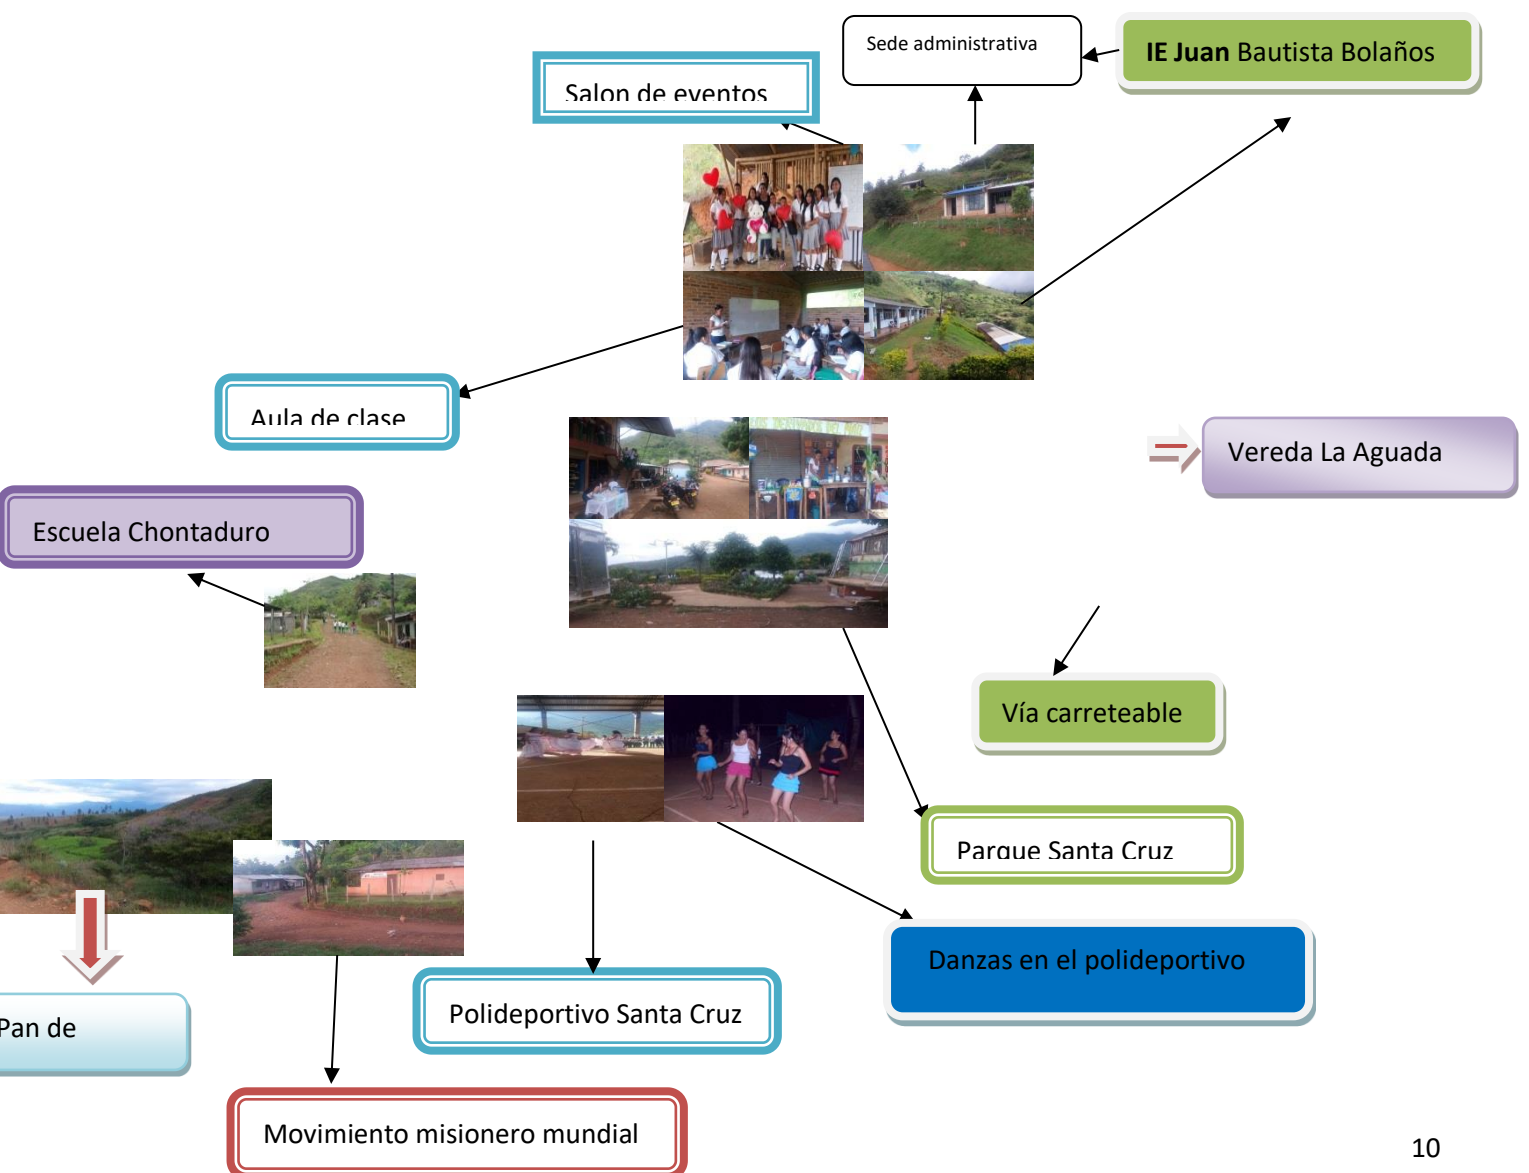 Sede administrativa
IE Juan Bautista Bolaños
Salon de eventos
Aula de clase
Vereda La Aguada
Escuela Chontaduro
Vía carreteable
Parque Santa Cruz
Danzas en el polideportivo
Polideportivo Santa Cruz
Pan de
Movimiento misionero mundial
10